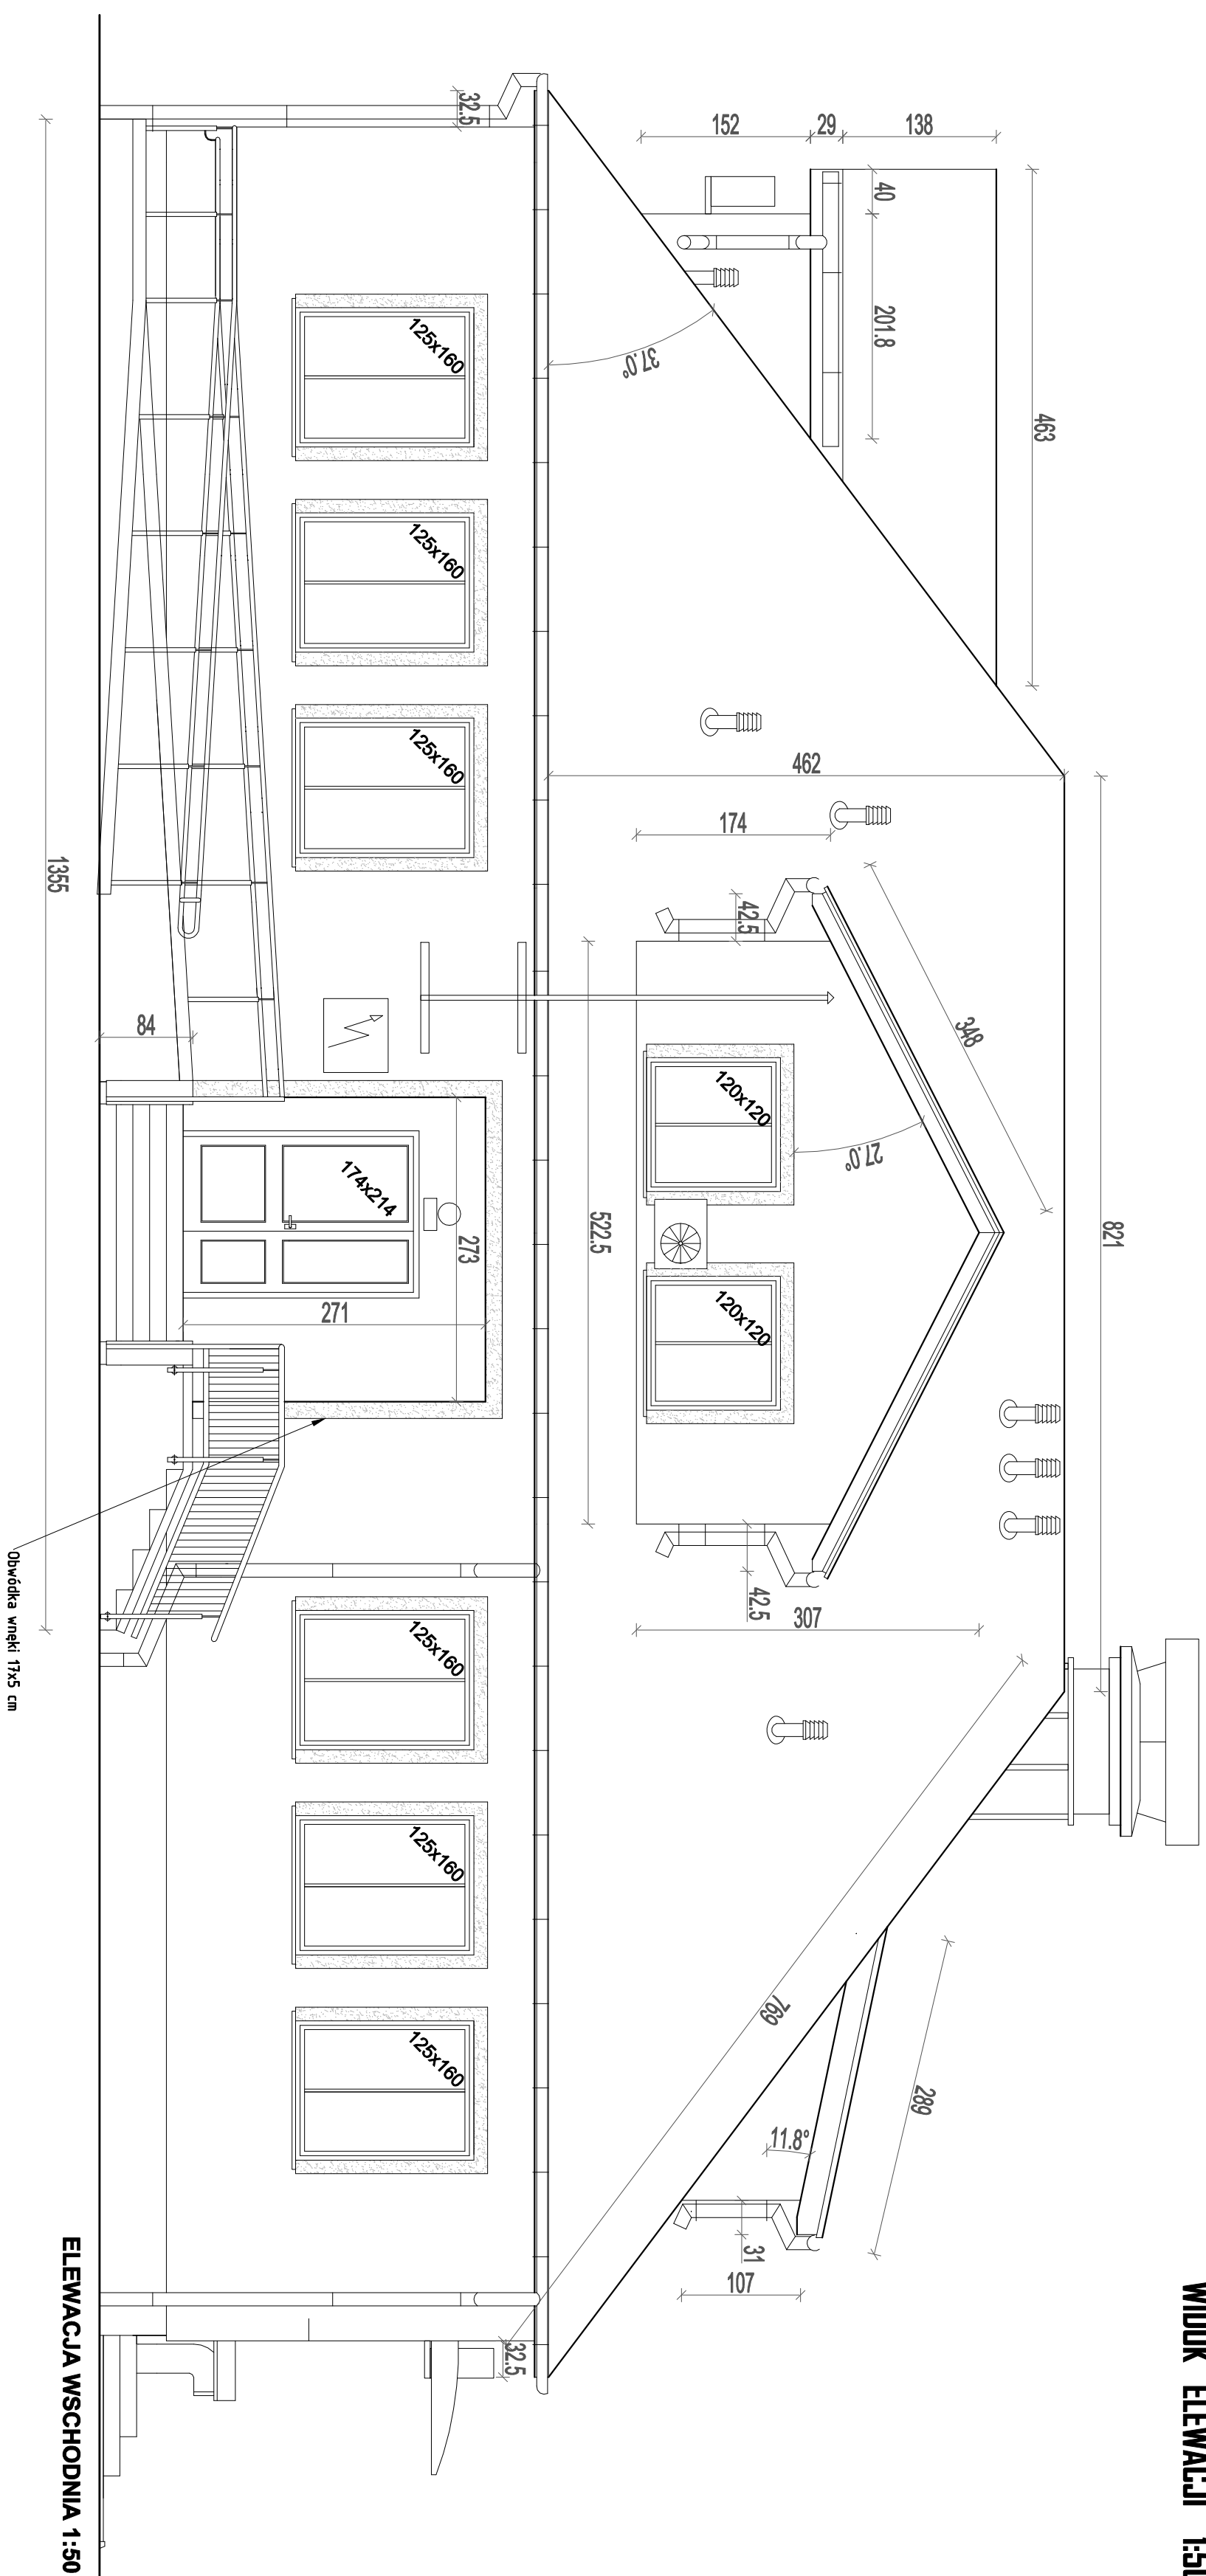 WIDOK ELEWACJI 1:50
138
29
152
40
201.8
463
32.5
37.0°
462
174
821
348
42.5
27.0°
120x120
120x120
522.5
42.5
307
769
289
11.8°
31
107
32.5
125x160
125x160
125x160
174x214
273
271
84
125x160
125x160
125x160
1355
Obwódka wnęki 17x5 cm
ELEWACJA WSCHODNIA 1:50